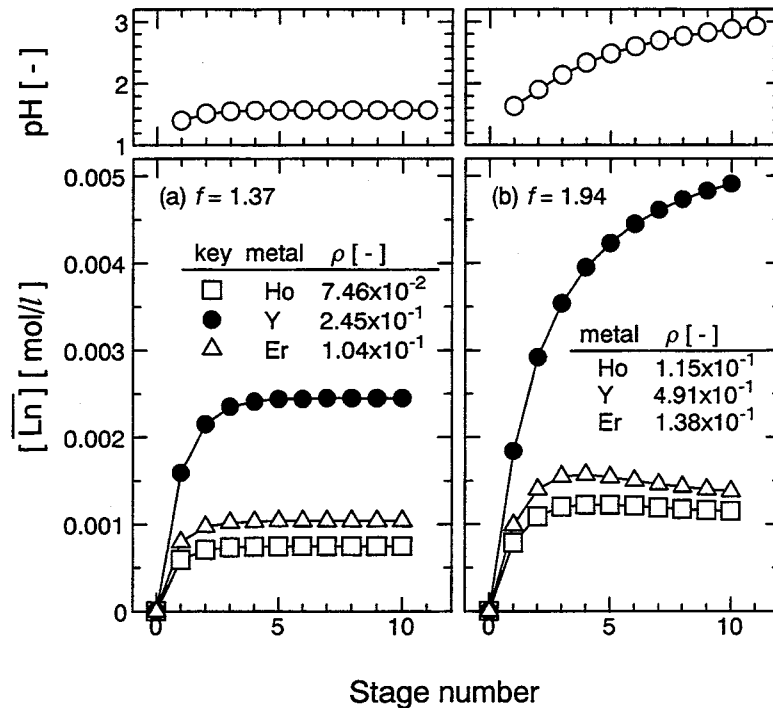 pH [-]
3
1
0.005
0.004
0.003
0.002
0.001
0
[Ln] [mol/l]
(a) f = 1.37
key metal ρ [-]
Ho 7.46x10⁻²
Y 2.45x10⁻¹
Er 1.04x10⁻¹
0 5 10
(b) f = 1.94
metal ρ [-]
Ho 1.15x10⁻¹
Y 4.91x10⁻¹
Er 1.38x10⁻¹
0 5 10
Stage number